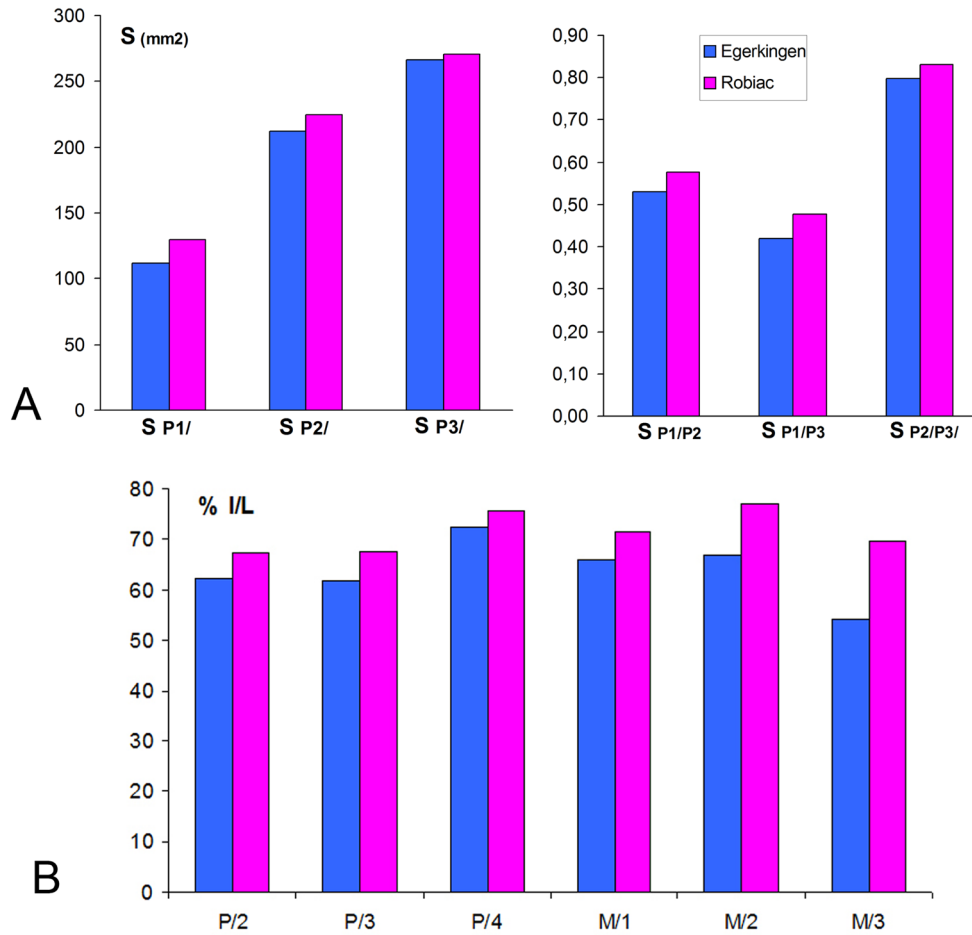 S (mm2)
300
250
200
150
100
50
0
S P1/
S P2/
S P3/
A
Egerkingen
Robiac
0,90
0,80
0,70
0,60
0,50
0,40
0,30
0,20
0,10
0,00
S P1/P2
S P1/P3
S P2/P3/
% l/L
80
70
60
50
40
30
20
10
0
P/2
P/3
P/4
M/1
M/2
M/3
B